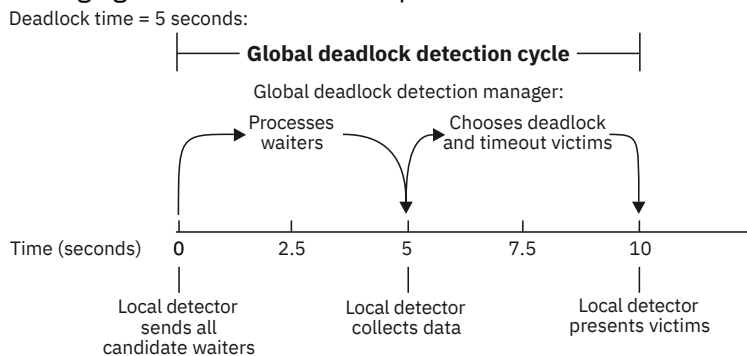 Deadlock time = 5 seconds:
Global deadlock detection cycle
Global deadlock detection manager:
Processes
waiters
Chooses deadlock
and timeout victims
Time (seconds)
0
2.5
5
7.5
10
Local detector
sends all
candidate waiters
Local detector
collects data
Local detector
presents victims